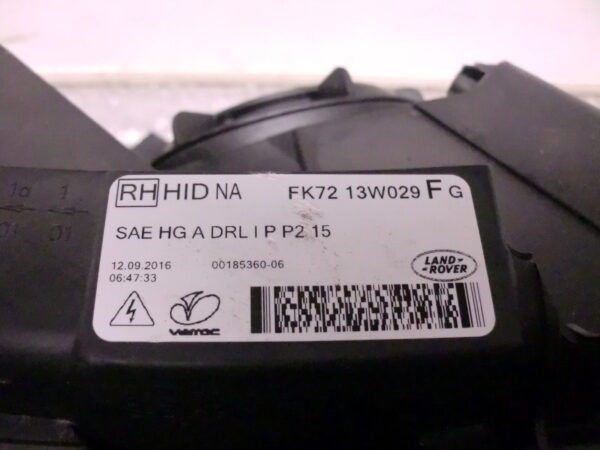 RH HID NA FK72 13W029 F G
SAE HG A DRL I P P2 15
12.09.2016 00185360-06
06:47:33
LAND-
ROVER